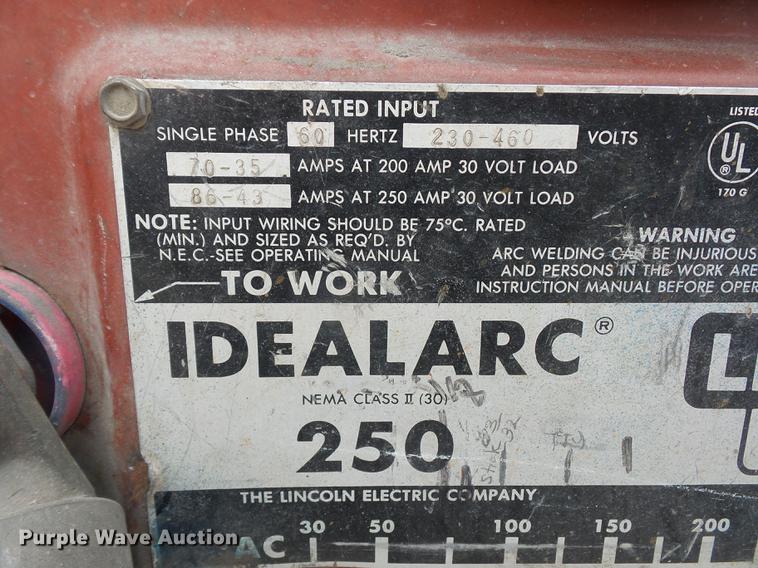 RATED INPUT
SINGLE PHASE 60 HERTZ 230-460 VOLTS
70-35 AMPS AT 200 AMP 30 VOLT LOAD
86-43 AMPS AT 250 AMP 30 VOLT LOAD
LISTED
UL
®
170 G
NOTE: INPUT WIRING SHOULD BE 75°C. RATED
(MIN.) AND SIZED AS REQ'D. BY
N.E.C.-SEE OPERATING MANUAL
WARNING
ARC WELDING CAN BE INJURIOUS
AND PERSONS IN THE WORK ARE
INSTRUCTION MANUAL BEFORE OPER
TO WORK
IDEALARC®
NEMA CLASS II (30)
250
THE LINCOLN ELECTRIC COMPANY
30 50 100 150 200
AC
Purple Wave Auction